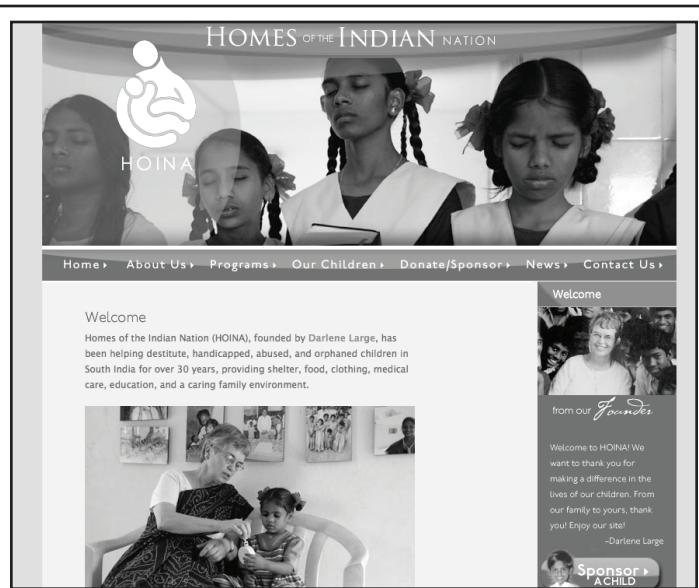 HOMES OF THE INDIAN NATION
HOINA
Home About Us Programs Our Children Donate/Sponsor News Contact Us
Welcome
Homes of the Indian Nation (HOINA), founded by Darlene Large, has
been helping destitute, handicapped, abused, and orphaned children in
South India for over 30 years, providing shelter, food, clothing, medical
care, education, and a caring family environment.
Welcome
from our Founder
Welcome to HOINA! We
want to thank you for
making a difference in the
lives of our children. From
our family to yours, thank
you! Enjoy our site!
-Darlene Large
Sponsor
A CHILD